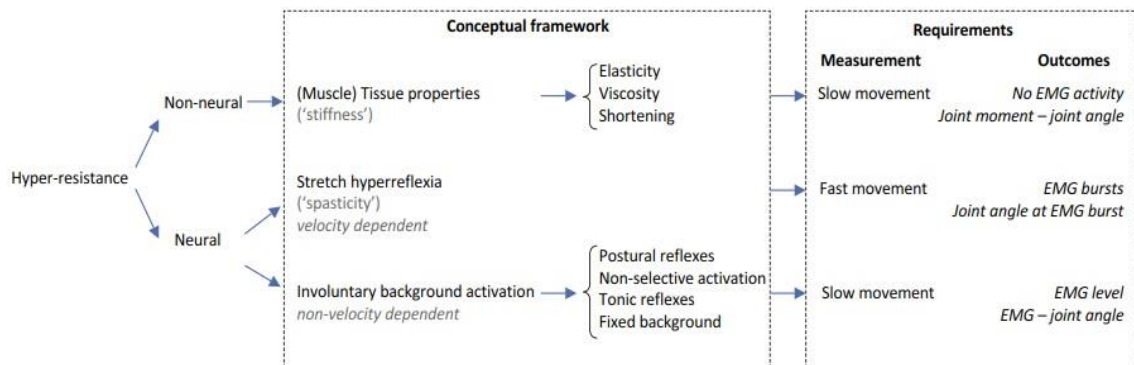 Conceptual framework
Requirements
Measurement Outcomes
Hyper-resistance
Non-neural
(Muscle) Tissue properties
('stiffness')
Elasticity
Viscosity
Shortening
Slow movement
No EMG activity
Joint moment – joint angle
Neural
Stretch hyperreflexia
('spasticity')
velocity dependent
Fast movement
EMG bursts
Joint angle at EMG burst
Involuntary background activation
non-velocity dependent
Postural reflexes
Non-selective activation
Tonic reflexes
Fixed background
Slow movement
EMG level
EMG – joint angle